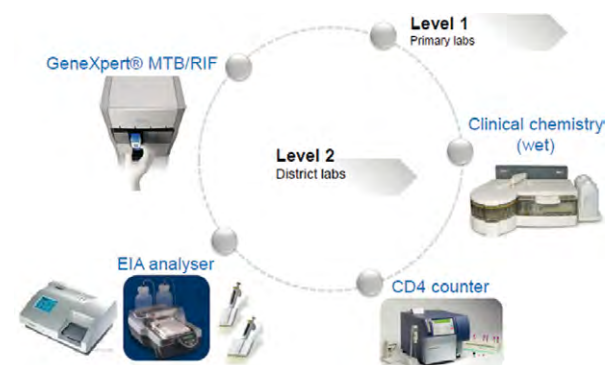 Level 1
Primary labs
GeneXpert® MTB/RIF
Clinical chemistry
(wet)
Level 2
District labs
EIA analyser
CD4 counter